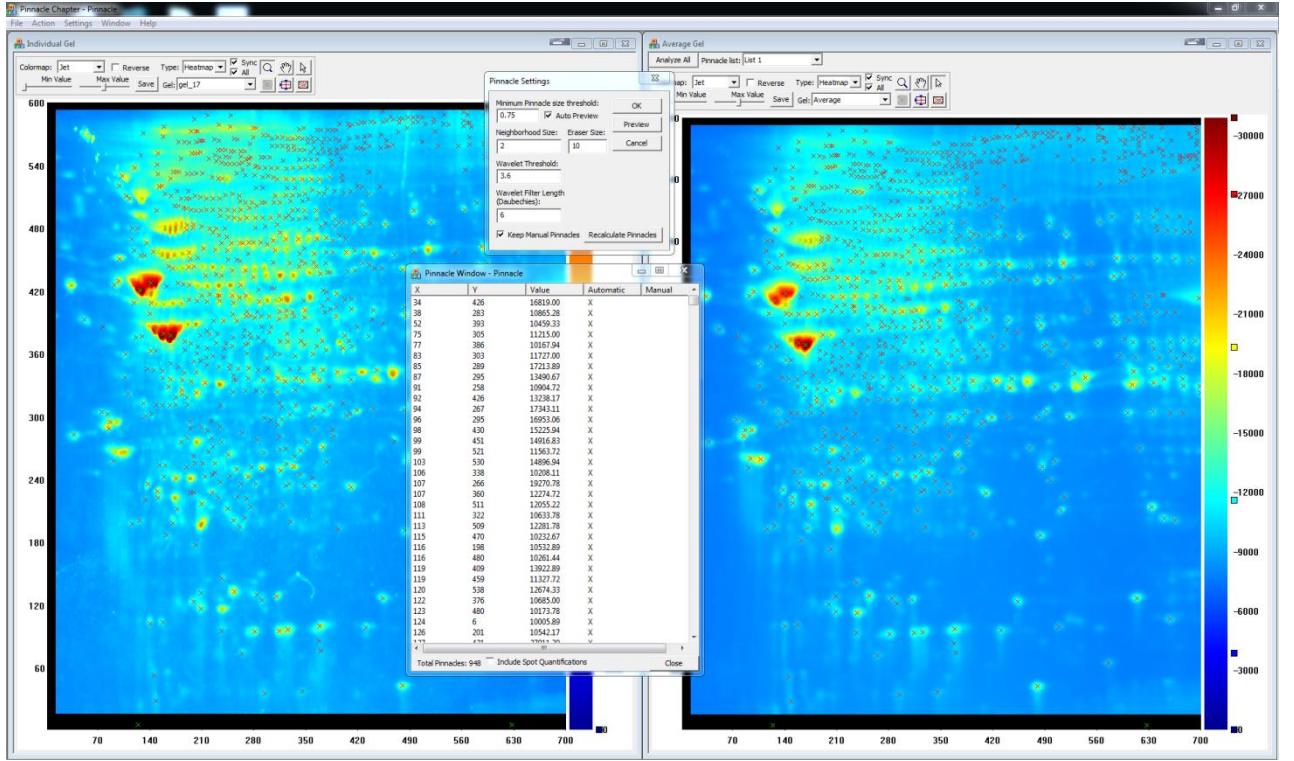 Pinnacle Chapter - Pinnacle
File Action Settings Window Help
Individual Gel
Colormap: Jet Reverse Type: Heatmap Sync All
Min Value Max Value Save Gel: gel_17
600
540
480
420
360
300
240
180
120
60
70 140 210 280 350 420 490 560 630 700
0
Pinnacle Settings
Minimum Pinnacle size threshold:
0.75 Auto Preview
OK
Preview
Cancel
Neighborhood Size: Eraser Size:
2 10
Wavelet Threshold:
3.6
Wavelet Filter Length
(Daubechies):
6
Keep Manual Pinnacles Recalculate Pinnacles
Pinnacle Window - Pinnacle
X Y Value Automatic Manual
34 426 16819.00 X
38 283 10865.28 X
52 393 10459.33 X
75 305 11215.00 X
77 386 10167.94 X
83 303 11727.00 X
85 289 17213.89 X
87 295 13490.67 X
91 258 10904.72 X
92 426 13238.17 X
94 267 17343.11 X
96 295 16953.06 X
98 430 15225.94 X
99 451 14916.83 X
99 521 11563.72 X
103 530 14896.94 X
106 338 10208.11 X
107 266 19270.78 X
107 360 12274.72 X
108 511 12055.22 X
111 322 10633.78 X
113 509 12281.78 X
115 470 10232.67 X
116 198 10532.89 X
116 480 10261.44 X
119 409 13922.89 X
119 459 11327.72 X
120 538 12674.33 X
122 376 10685.00 X
123 480 10173.78 X
124 6 10005.89 X
126 201 10542.17 X
Total Pinnacles: 948 Include Spot Quantifications Close
Average Gel
Analyze All Pinnacle list: List 1
Jet Reverse Type: Heatmap Sync All
Min Value Max Value Save Gel: Average
-30000
-27000
-24000
-21000
-18000
-15000
-12000
-9000
-6000
-3000
0
70 140 210 280 350 420 490 560 630 700